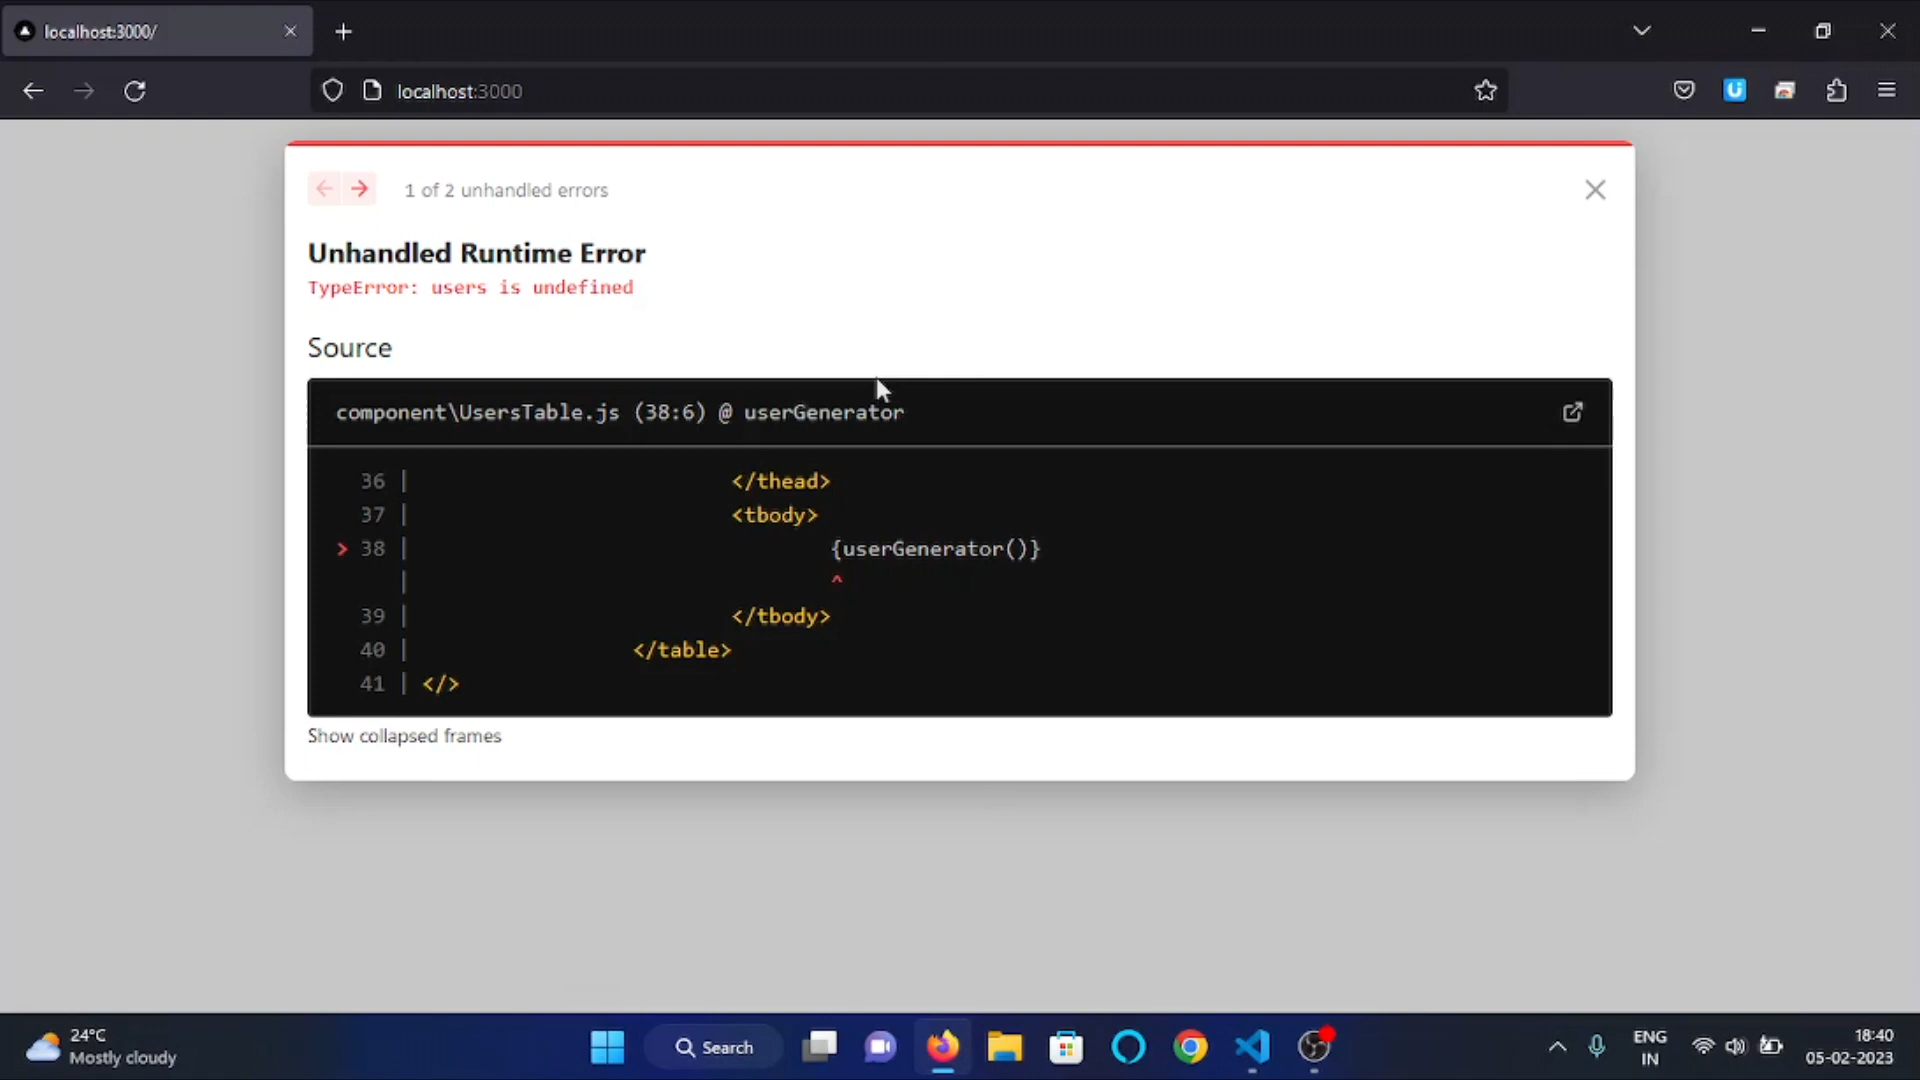 localhost:3000/
localhost:3000
1 of 2 unhandled errors
Unhandled Runtime Error
TypeError: users is undefined
Source
component\UsersTable.js (38:6) @ userGenerator
36 | </thead>
37 | <tbody>
> 38 | {userGenerator()}
| ^
39 | </tbody>
40 | </table>
41 | </>
Show collapsed frames
24°C
Mostly cloudy
Search
ENG
IN
18:40
05-02-2023